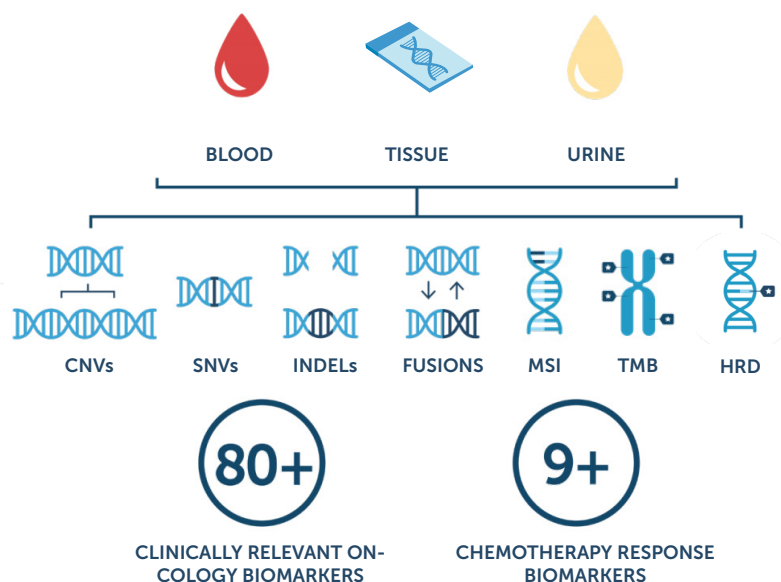 BLOOD TISSUE URINE
CNVs SNVs INDELs FUSIONS MSI TMB HRD
80+ 9+
CLINICALLY RELEVANT ON-
COLOGY BIOMARKERS
CHEMOTHERAPY RESPONSE
BIOMARKERS